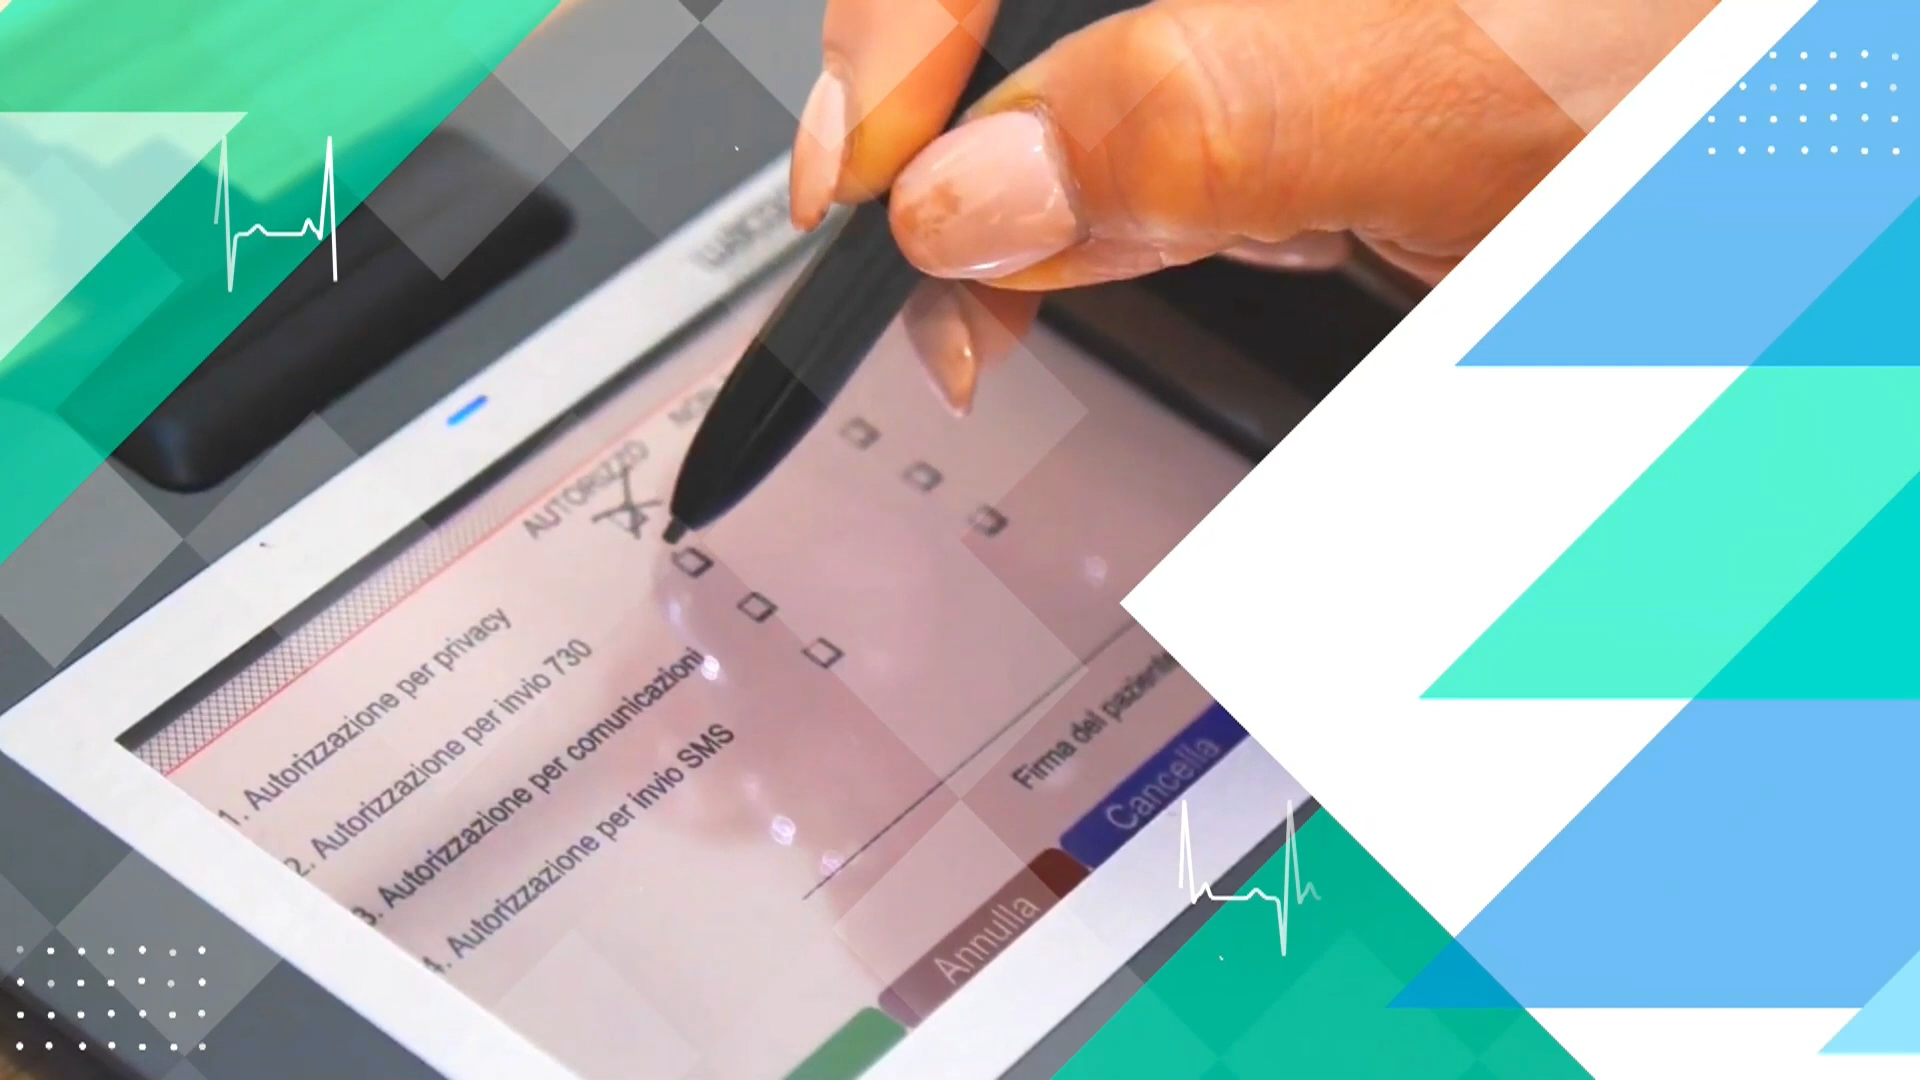 AUTORIZZO
1. Autorizzazione per privacy
2. Autorizzazione per invio 730
3. Autorizzazione per comunicazioni
4. Autorizzazione per invio SMS
Firma del paziente
Cancella
Annulla